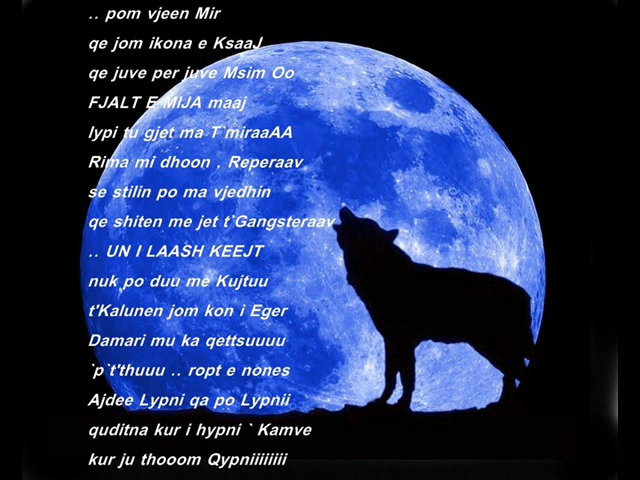 .. pom vjeen Mir
qe jom ikona e KsaaJ
qe juve per juve Msim Oo
FJALT E MIJA maaj
lypi tu gjet ma T`miraaAA
Rima mi dhoon , Reperaav
se stilin po ma vjedhin
qe shiten me jet t`Gangsteraav
.. UN I LAASH KEEJT
nuk po duu me Kujtuu
t'Kalunen jom kon i Eger
Damari mu ka qettsuuuu
`p`t'thuuu .. ropt e nones
Ajdee Lypni qa po Lypnii
quditna kur i hypni ` Kamve
kur ju thooom Qypniiiiiiii